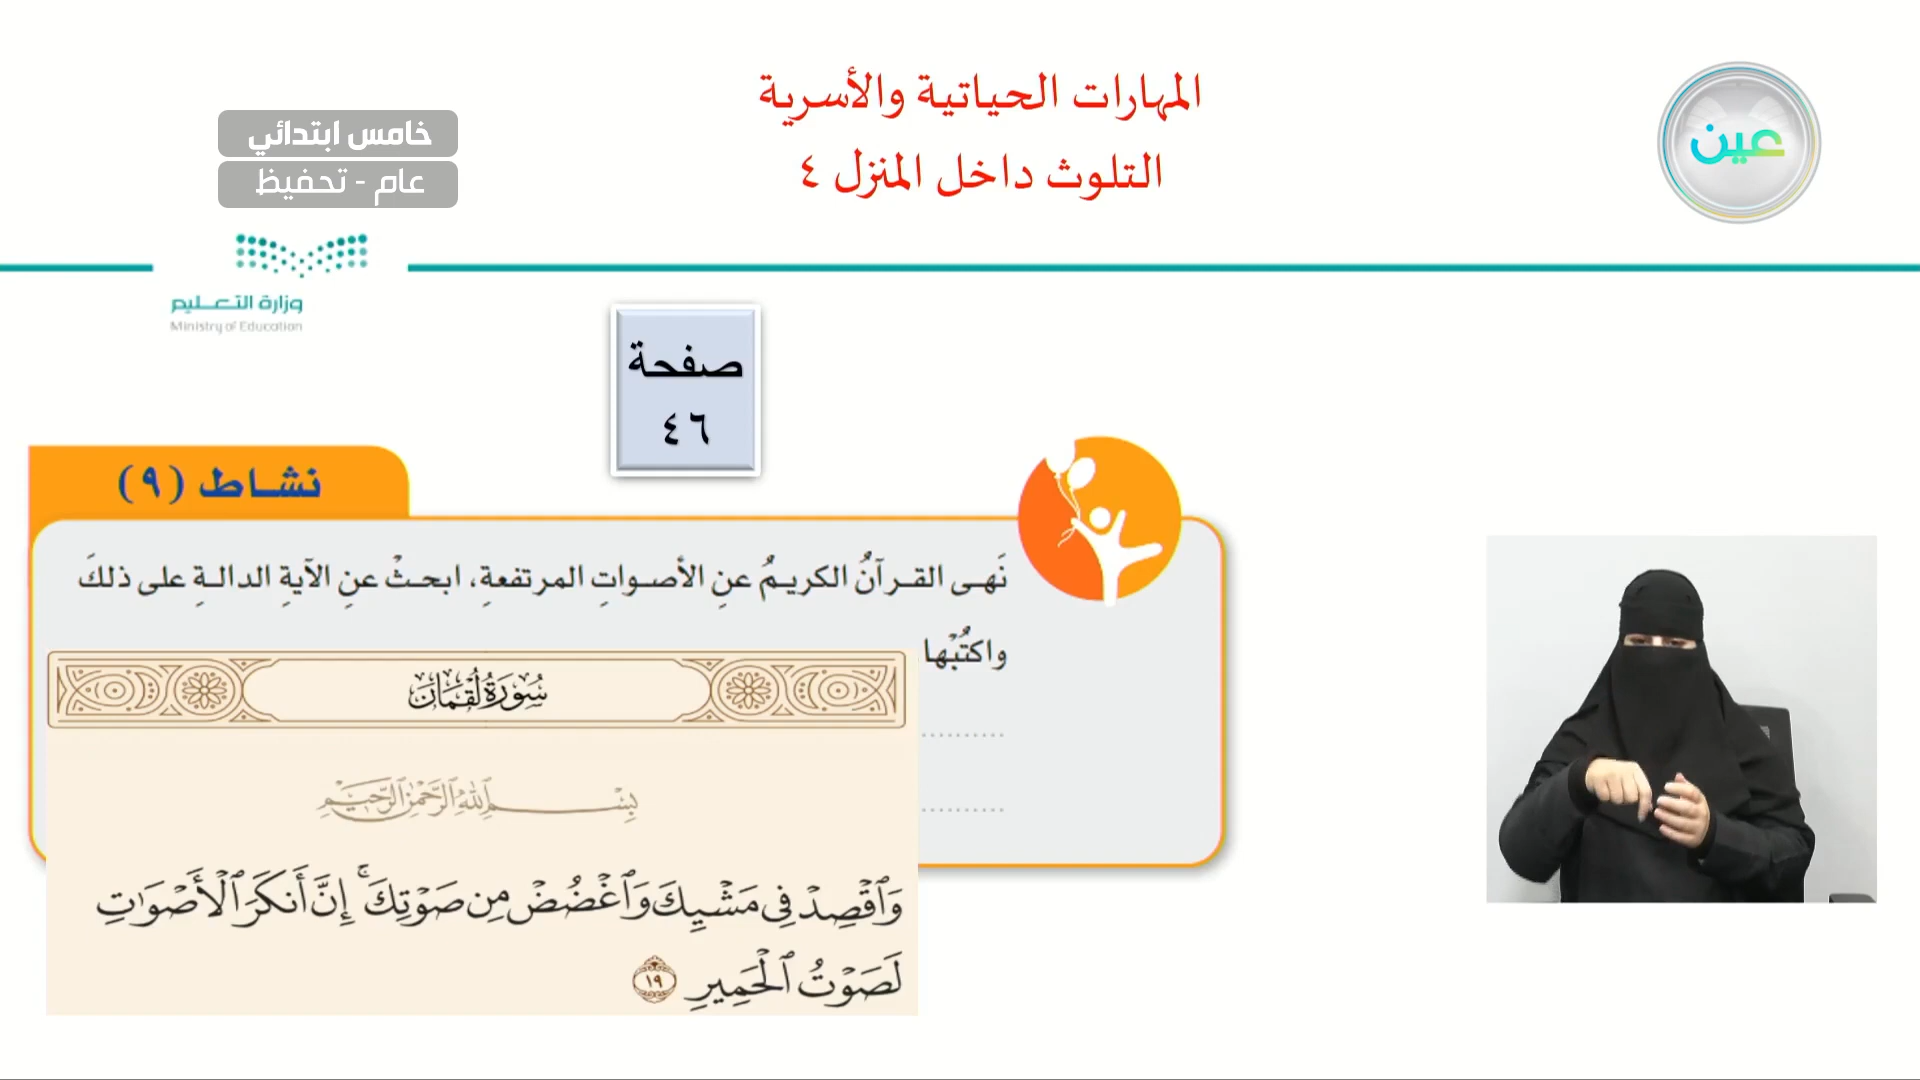 المهارات الحياتية والأسرية
التلوث داخل المنزل ٤
عين
خامس ابتدائي
عام - تحفيظ
وزارة التعليم
Ministry of Education
صفحة
٤٦
نشاط (٩)
نَهى القرآنُ الكريمُ عنِ الأصواتِ المرتفعةِ، ابحثْ عنِ الآيةِ الدالةِ على ذلكَ
واكتُبْها
سُورَةُ لُقْمَان
بِسْمِ ٱللَّهِ ٱلرَّحْمَٰنِ ٱلرَّحِيمِ
وَٱقْصِدْ فِى مَشْيِكَ وَٱغْضُضْ مِن صَوْتِكَ ۚ إِنَّ أَنكَرَ ٱلْأَصْوَٰتِ
لَصَوْتُ ٱلْحَمِيرِ ١٩